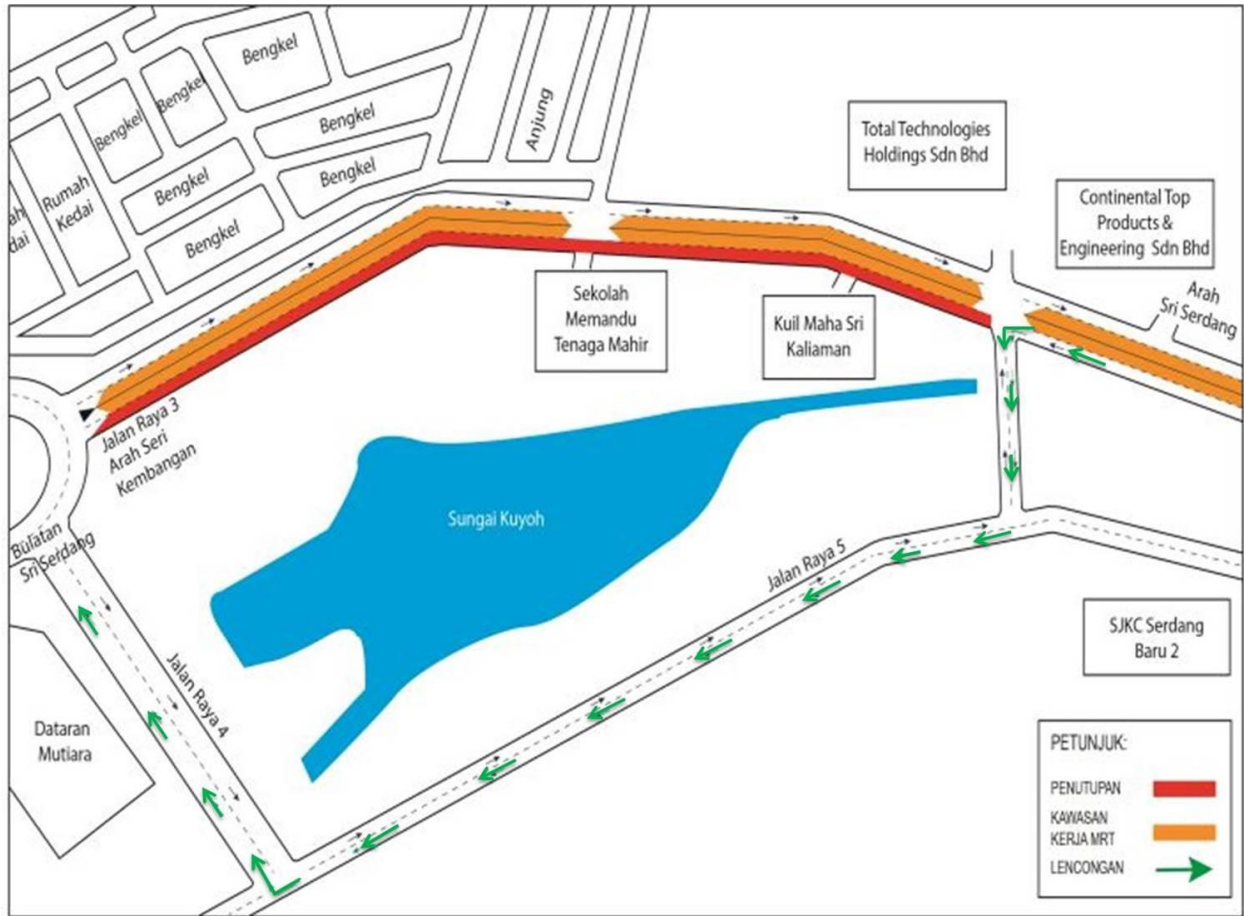 Bengkel
Bengkel
Bengkel
Bengkel
Bengkel
Bengkel
Bengkel
Rumah
Kedai
Anjung
Total Technologies
Holdings Sdn Bhd
Continental Top
Products &
Engineering Sdn Bhd
Arah
Sri Serdang
Sekolah
Memandu
Tenaga Mahir
Kuil Maha Sri
Kaliaman
Jalan Raya 3
Arah Seri
Kembangan
Sungai Kuyoh
Bulatan
Sri Serdang
Jalan Raya 5
Jalan Raya 4
SJKC Serdang
Baru 2
Dataran
Mutiara
PETUNJUK:
PENUTUPAN
KAWASAN
KERJA MRT
LENCONGAN